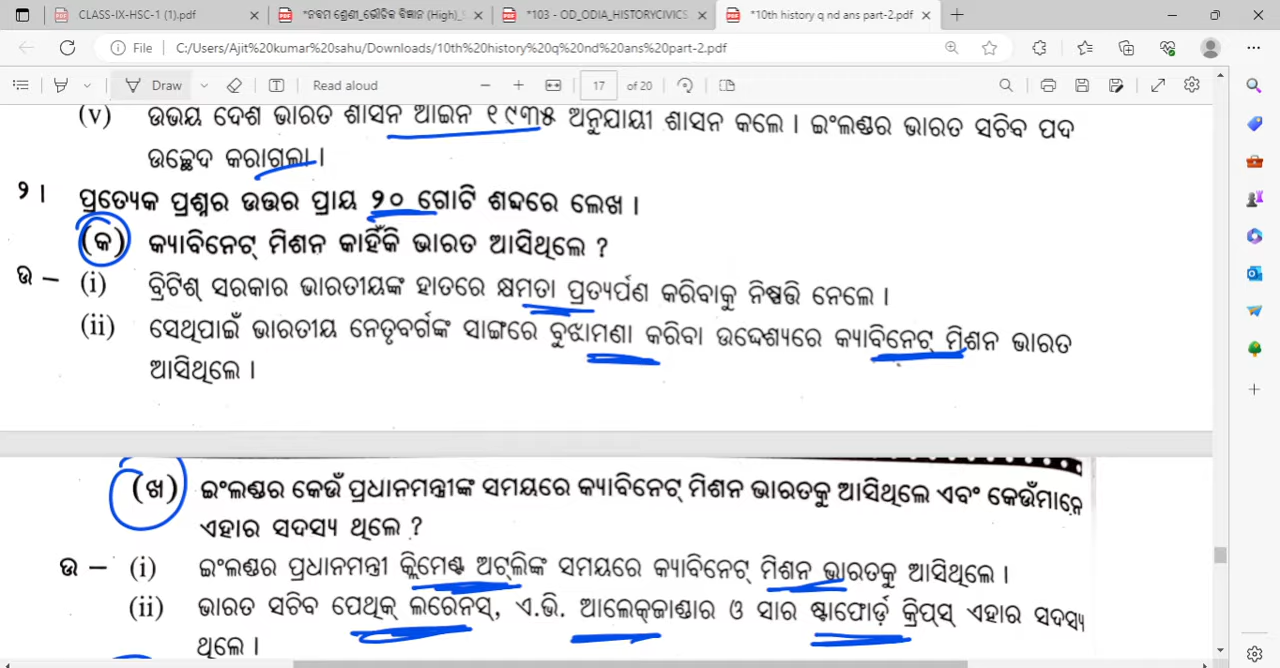 CLASS-IX-HSC-1 (1).pdf
*ନବମ ଶ୍ରେଣୀ_ଭୌତିକ ବିଜ୍ଞାନ (High)_
*103 - OD_ODIA_HISTORYCIVICS
*10th history q nd ans part-2.pdf
File C:/Users/Ajit%20kumar%20sahu/Downloads/10th%20history%20q%20nd%20ans%20part-2.pdf
Draw Read aloud 17 of 20
(v) ଉଭୟ ଦେଶ ଭାରତ ଶାସନ ଆଇନ ୧୯୩୫ ଅନୁଯାୟୀ ଶାସନ କଲେ । ଇଂଲଣ୍ଡର ଭାରତ ସଚିବ ପଦ
ଉଚ୍ଛେଦ କରାଗଲା ।
୨ । ପ୍ରତ୍ୟେକ ପ୍ରଶ୍ନର ଉତ୍ତର ପ୍ରାୟ ୨୦ ଗୋଟି ଶବ୍ଦରେ ଲେଖ ।
(କ) କ୍ୟାବିନେଟ୍ ମିଶନ କାହିଁକି ଭାରତ ଆସିଥିଲେ ?
ଉ – (i) ବ୍ରିଟିଶ୍ ସରକାର ଭାରତୀୟଙ୍କ ହାତରେ କ୍ଷମତା ପ୍ରତ୍ୟର୍ପଣ କରିବାକୁ ନିଷ୍ପତ୍ତି ନେଲେ ।
(ii) ସେଥିପାଇଁ ଭାରତୀୟ ନେତୃବର୍ଗଙ୍କ ସାଙ୍ଗରେ ବୁଝାମଣା କରିବା ଉଦ୍ଦେଶ୍ୟରେ କ୍ୟାବିନେଟ୍ ମିଶନ ଭାରତ
ଆସିଥିଲେ ।
(ଖ) ଇଂଲଣ୍ଡର କେଉଁ ପ୍ରଧାନମନ୍ତ୍ରୀଙ୍କ ସମୟରେ କ୍ୟାବିନେଟ୍ ମିଶନ ଭାରତକୁ ଆସିଥିଲେ ଏବଂ କେଉଁମାନେ
ଏହାର ସଦସ୍ୟ ଥିଲେ ?
ଉ – (i) ଇଂଲଣ୍ଡର ପ୍ରଧାନମନ୍ତ୍ରୀ କ୍ଲିମେଣ୍ଟ ଅଟ୍‌ଲିଙ୍କ ସମୟରେ କ୍ୟାବିନେଟ୍ ମିଶନ ଭାରତକୁ ଆସିଥିଲେ ।
(ii) ଭାରତ ସଚିବ ପେଥିକ୍ ଲରେନସ୍, ଏ.ଭି. ଆଲେକ୍‌ଜାଣ୍ଡାର ଓ ସାର ଷ୍ଟାଫୋର୍ଡ଼ କ୍ରିପ୍‌ସ୍ ଏହାର ସଦସ୍ୟ
ଥିଲେ ।